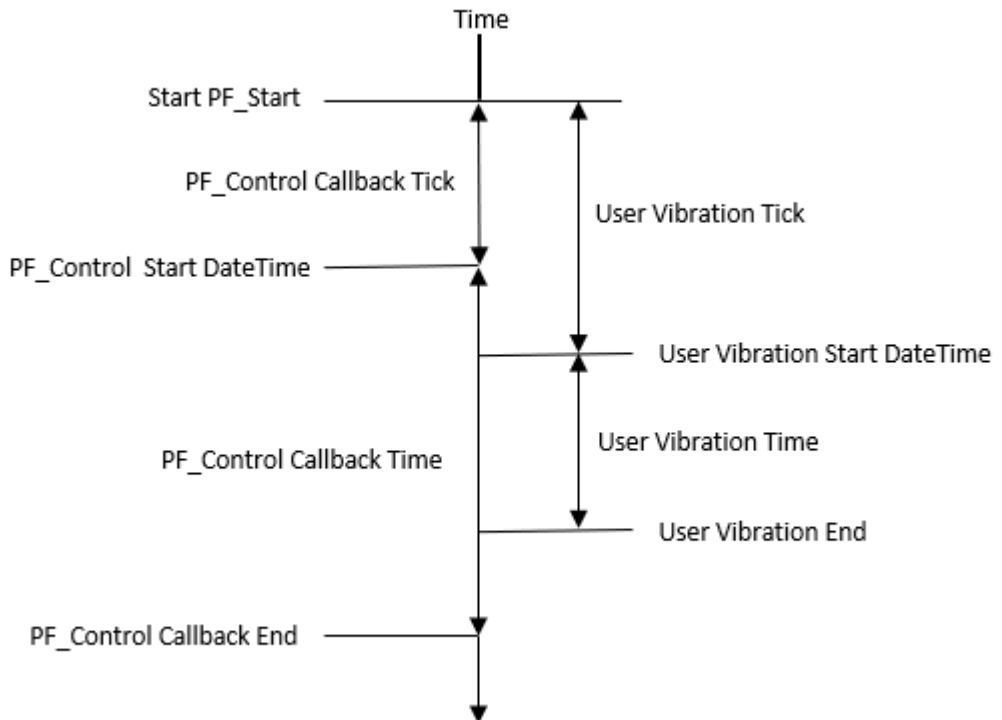 Time
Start PF_Start
PF_Control Callback Tick
User Vibration Tick
PF_Control  Start DateTime
User Vibration Start DateTime
User Vibration Time
PF_Control Callback Time
User Vibration End
PF_Control Callback End